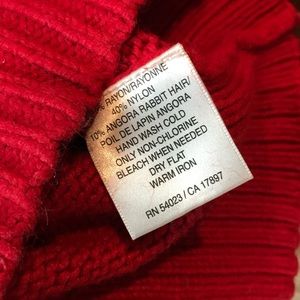 % RAYON/RAYONNE
40% NYLON
10% ANGORA RABBIT HAIR/
POIL DE LAPIN ANGORA
HAND WASH COLD
ONLY NON-CHLORINE
BLEACH WHEN NEEDED
DRY FLAT
WARM IRON
RN 54023 / CA 17897